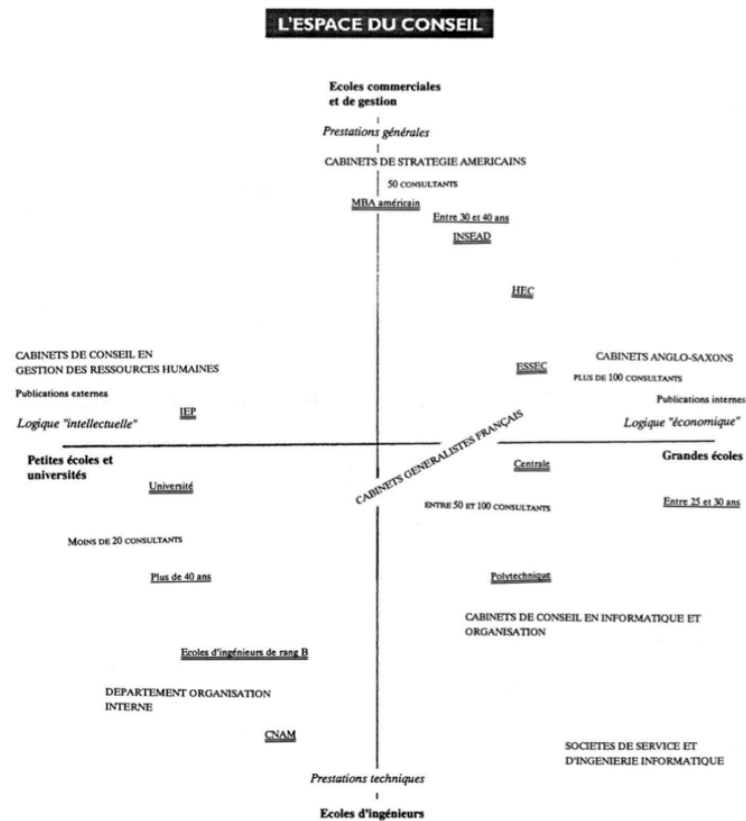 L'ESPACE DU CONSEIL
Ecoles commerciales
et de gestion
Prestations générales
CABINETS DE STRATEGIE AMERICAINS
50 CONSULTANTS
MBA américain
Entre 30 et 40 ans
INSEAD
HEC
CABINETS DE CONSEIL EN
GESTION DES RESSOURCES HUMAINES
CABINETS ANGLO-SAXONS
ESSEC
PLUS DE 100 CONSULTANTS
Publications externes
Publications internes
IEP
Logique "intellectuelle"
Logique "économique"
CABINETS GENERALISTES FRANÇAIS
Petites écoles et
universités
Grandes écoles
Centrale
Université
Entre 25 et 30 ans
ENTRE 50 ET 100 CONSULTANTS
MOINS DE 20 CONSULTANTS
Plus de 40 ans
Polytechnique
CABINETS DE CONSEIL EN INFORMATIQUE ET
ORGANISATION
Ecoles d'ingénieurs de rang B
DEPARTEMENT ORGANISATION
INTERNE
CNAM
SOCIETES DE SERVICE ET
D'INGENIERIE INFORMATIQUE
Prestations techniques
Ecoles d'ingénieurs